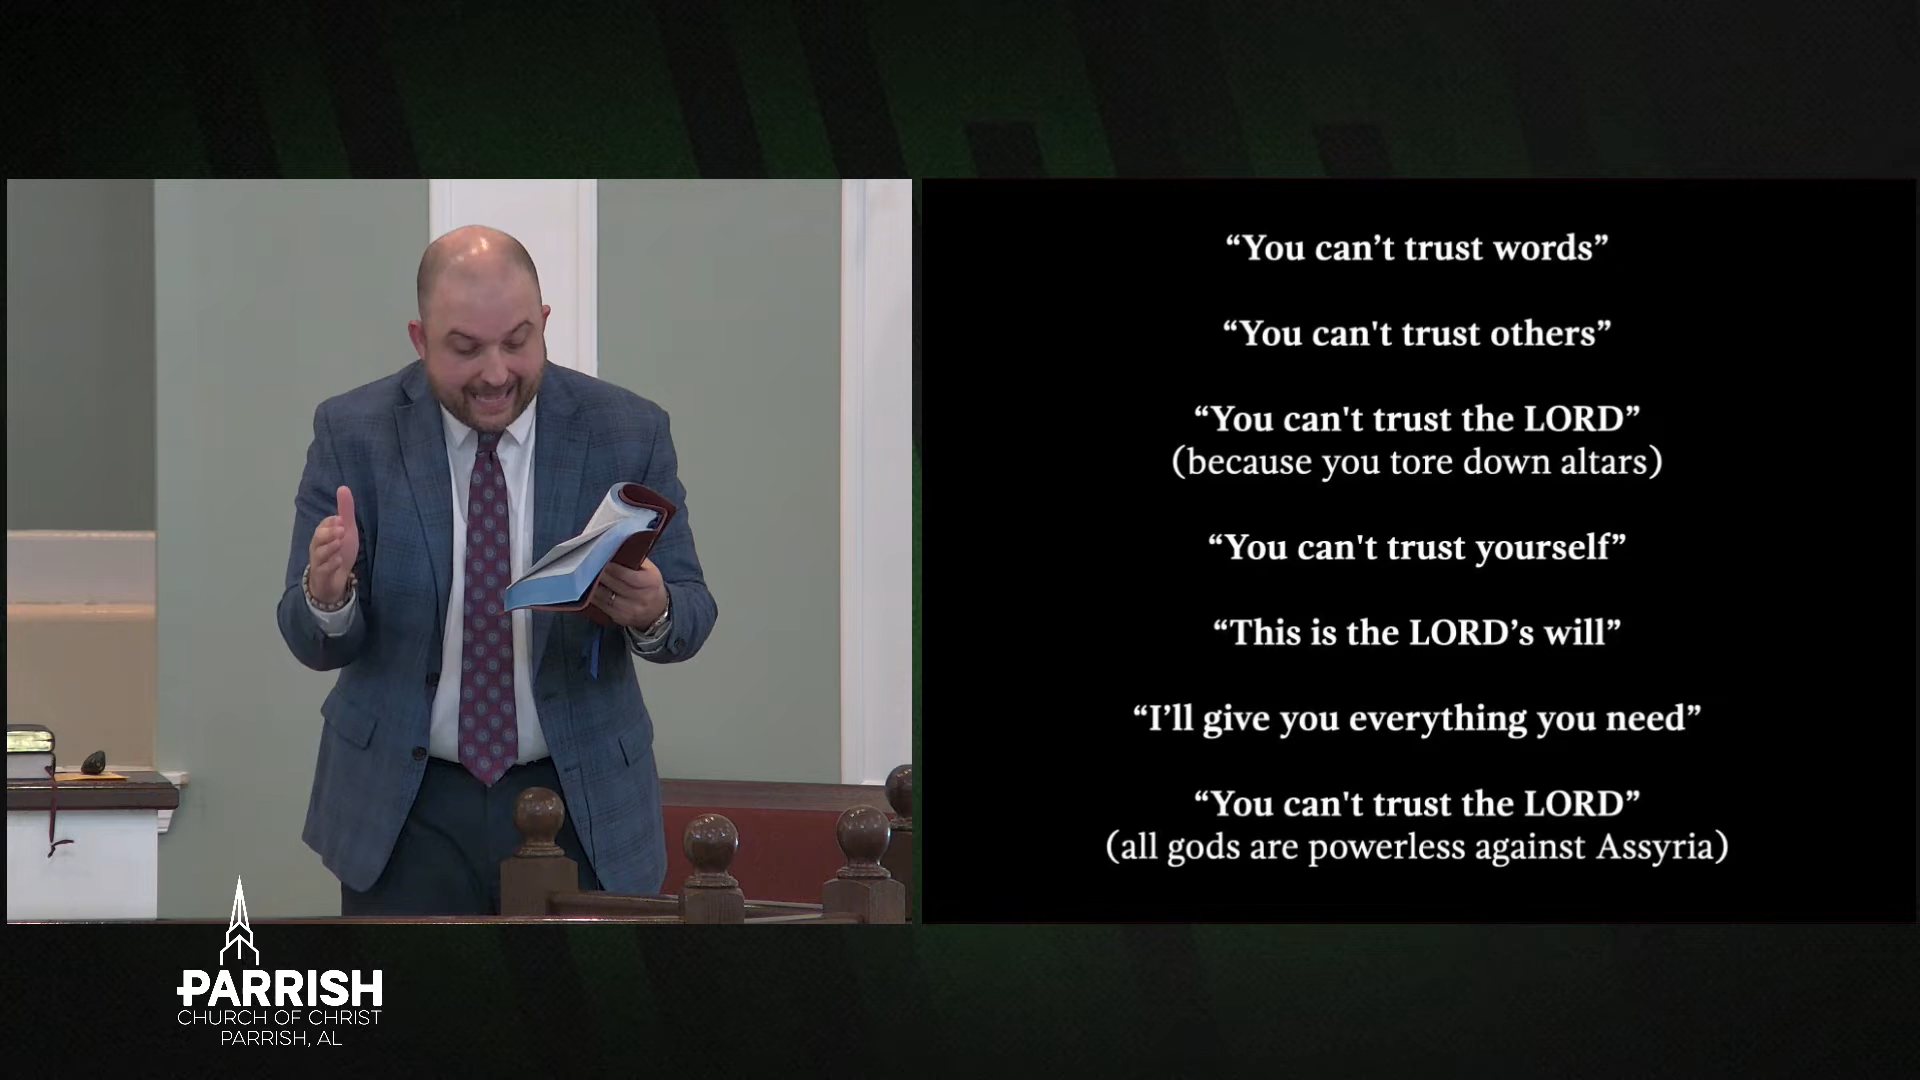 “You can’t trust words”
“You can't trust others”
“You can't trust the LORD”
(because you tore down altars)
“You can't trust yourself”
“This is the LORD’s will”
“I’ll give you everything you need”
“You can't trust the LORD”
(all gods are powerless against Assyria)
PARRISH
CHURCH OF CHRIST
PARRISH, AL